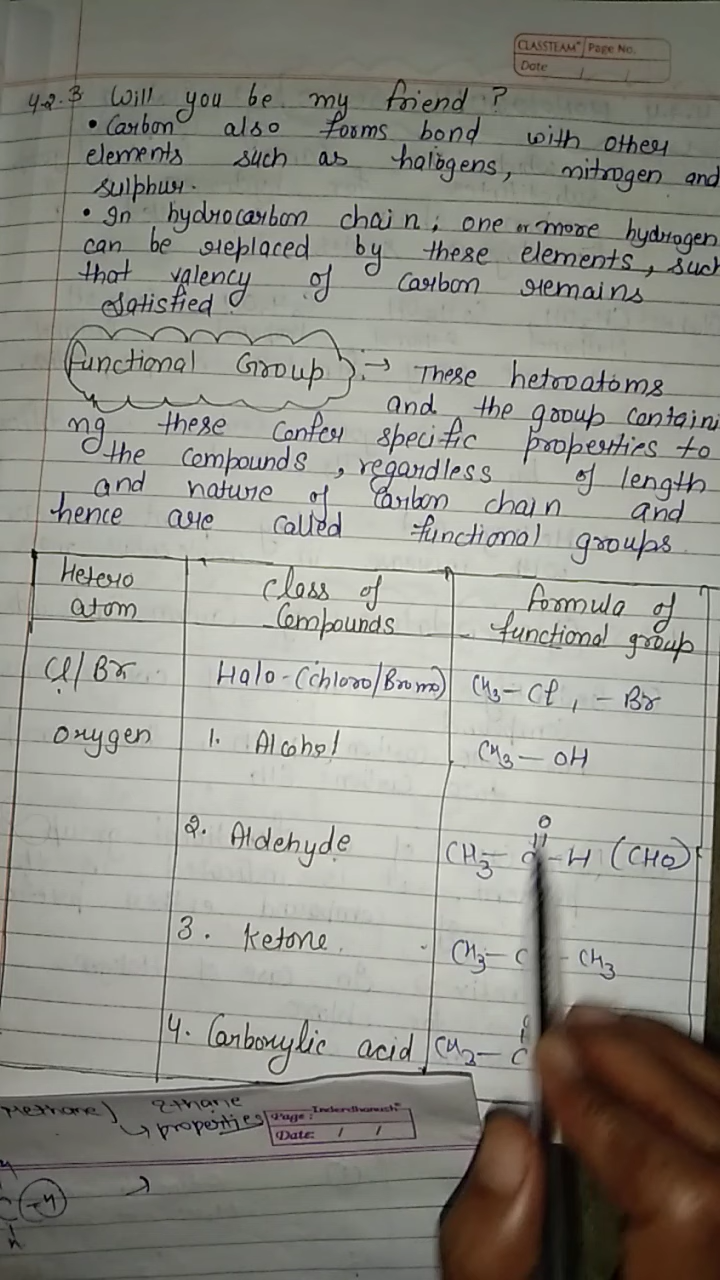 CLASSTEAM Page No.
Date / /
4.2.3 Will you be my friend?
• Carbon also forms bond with other
elements such as halogens, nitrogen and
sulphur.
• In hydrocarbon chain, one or more hydrogen
can be replaced by these elements, such
that valency of carbon remains
satisfied.
Functional Group :→ These hetroatoms
and the group containi
ng these confer specific properties to
the compounds, regardless of length
and nature of Carbon chain and
hence are called functional groups
Hetero Class of Formula of
atom Compounds functional group
Cl/Br Halo-(chloro/Bromo) CH3-Cl, -Br
Oxygen 1. Alcohol CH3-OH
O
||
2. Aldehyde CH3-C-H (CHO)
3. Ketone CH3-C - CH3
4. Carboxylic acid CH3-C
Methane) Ethane
↳ properties
Inderdhanush
Page:
Date: / /